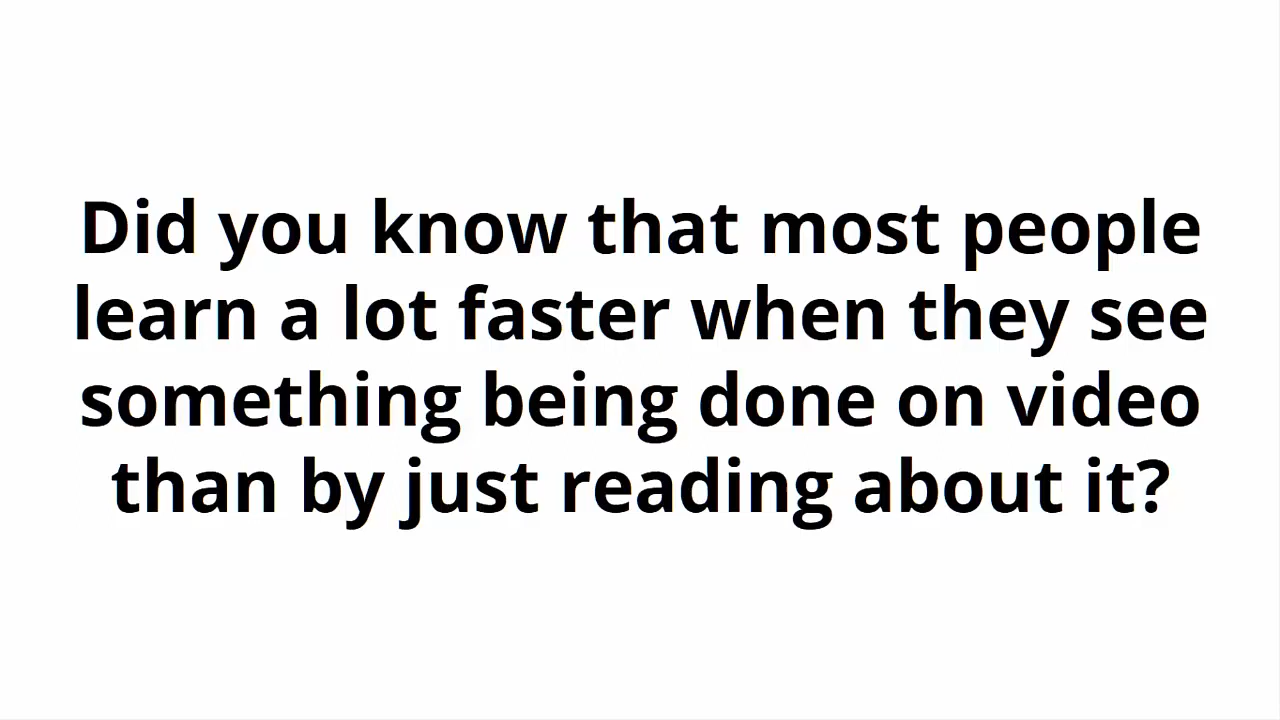 Did you know that most people
learn a lot faster when they see
something being done on video
than by just reading about it?